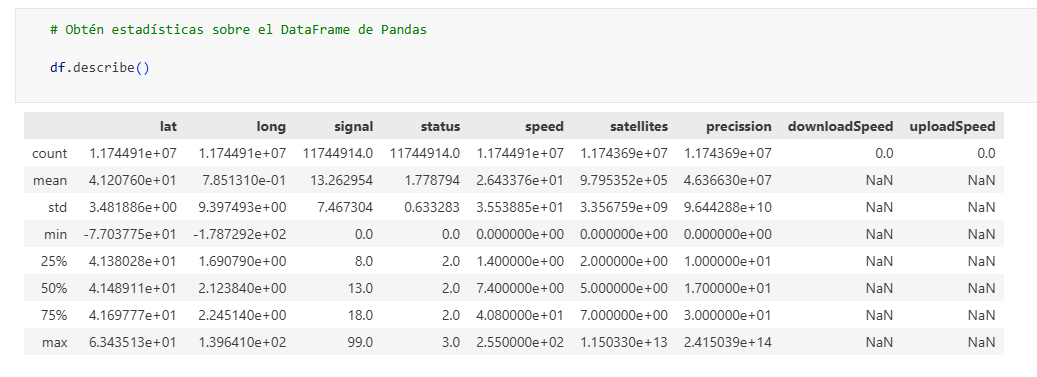 # Obtén estadísticas sobre el DataFrame de Pandas
df.describe()
lat long signal status speed satellites precission downloadSpeed uploadSpeed
count 1.174491e+07 1.174491e+07 11744914.0 11744914.0 1.174491e+07 1.174369e+07 1.174369e+07 0.0 0.0
mean 4.120760e+01 7.851310e-01 13.262954 1.778794 2.643376e+01 9.795352e+05 4.636630e+07 NaN NaN
std 3.481886e+00 9.397493e+00 7.467304 0.633283 3.553885e+01 3.356759e+09 9.644288e+10 NaN NaN
min -7.703775e+01 -1.787292e+02 0.0 0.0 0.000000e+00 0.000000e+00 0.000000e+00 NaN NaN
25% 4.138028e+01 1.690790e+00 8.0 2.0 1.400000e+00 2.000000e+00 1.000000e+01 NaN NaN
50% 4.148911e+01 2.123840e+00 13.0 2.0 7.400000e+00 5.000000e+00 1.700000e+01 NaN NaN
75% 4.169777e+01 2.245140e+00 18.0 2.0 4.080000e+01 7.000000e+00 3.000000e+01 NaN NaN
max 6.343513e+01 1.396410e+02 99.0 3.0 2.550000e+02 1.150330e+13 2.415039e+14 NaN NaN